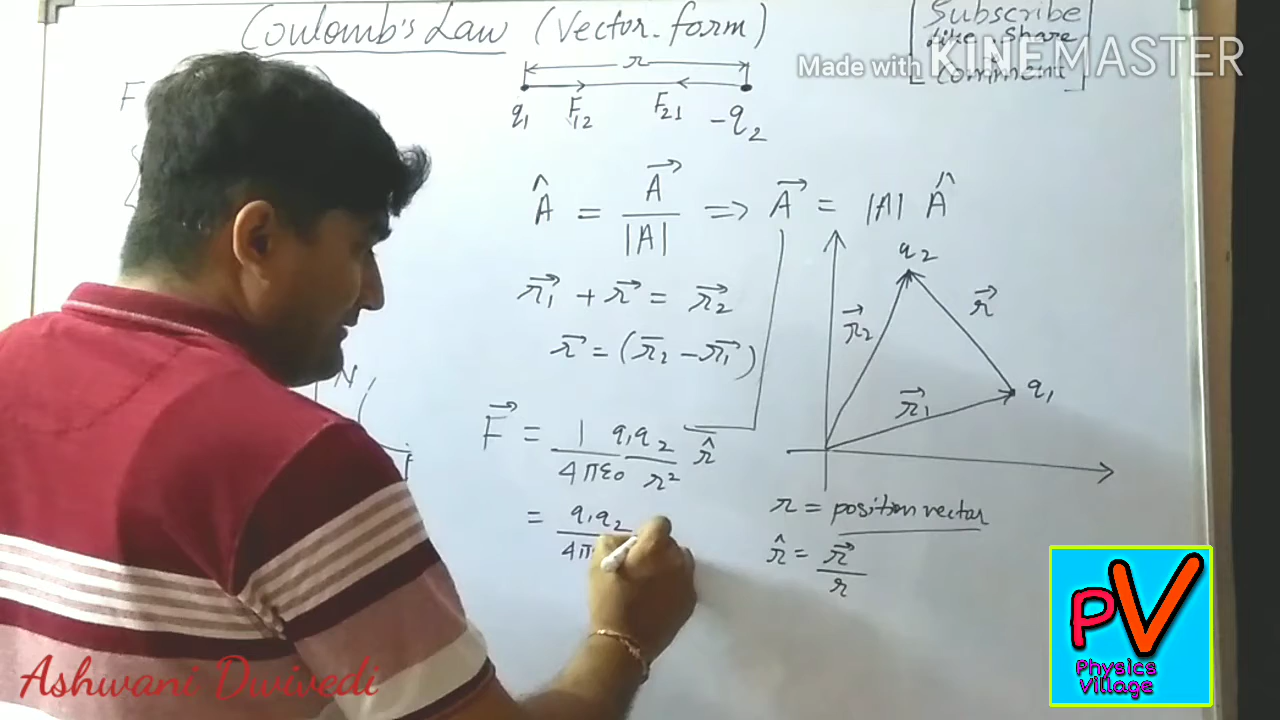 Coulomb's Law (Vector form)
Subscribe
like Share
Comment
Made with KINEMASTER
r
F
q₁ F₁₂ F₂₁ -q₂
Â = A⃗/|A| => A⃗ = |A| Â
r⃗₁ + r⃗ = r⃗₂
r⃗ = (r⃗₂ - r⃗₁)
q₂
r⃗
r⃗₂
q₁
r⃗₁
N
F⃗ = 1/4πε₀ q₁q₂/r² r̂
= q₁q₂/4π
r = position vector
r̂ = r⃗/r
PV
Physics
Village
Ashwani Dwivedi